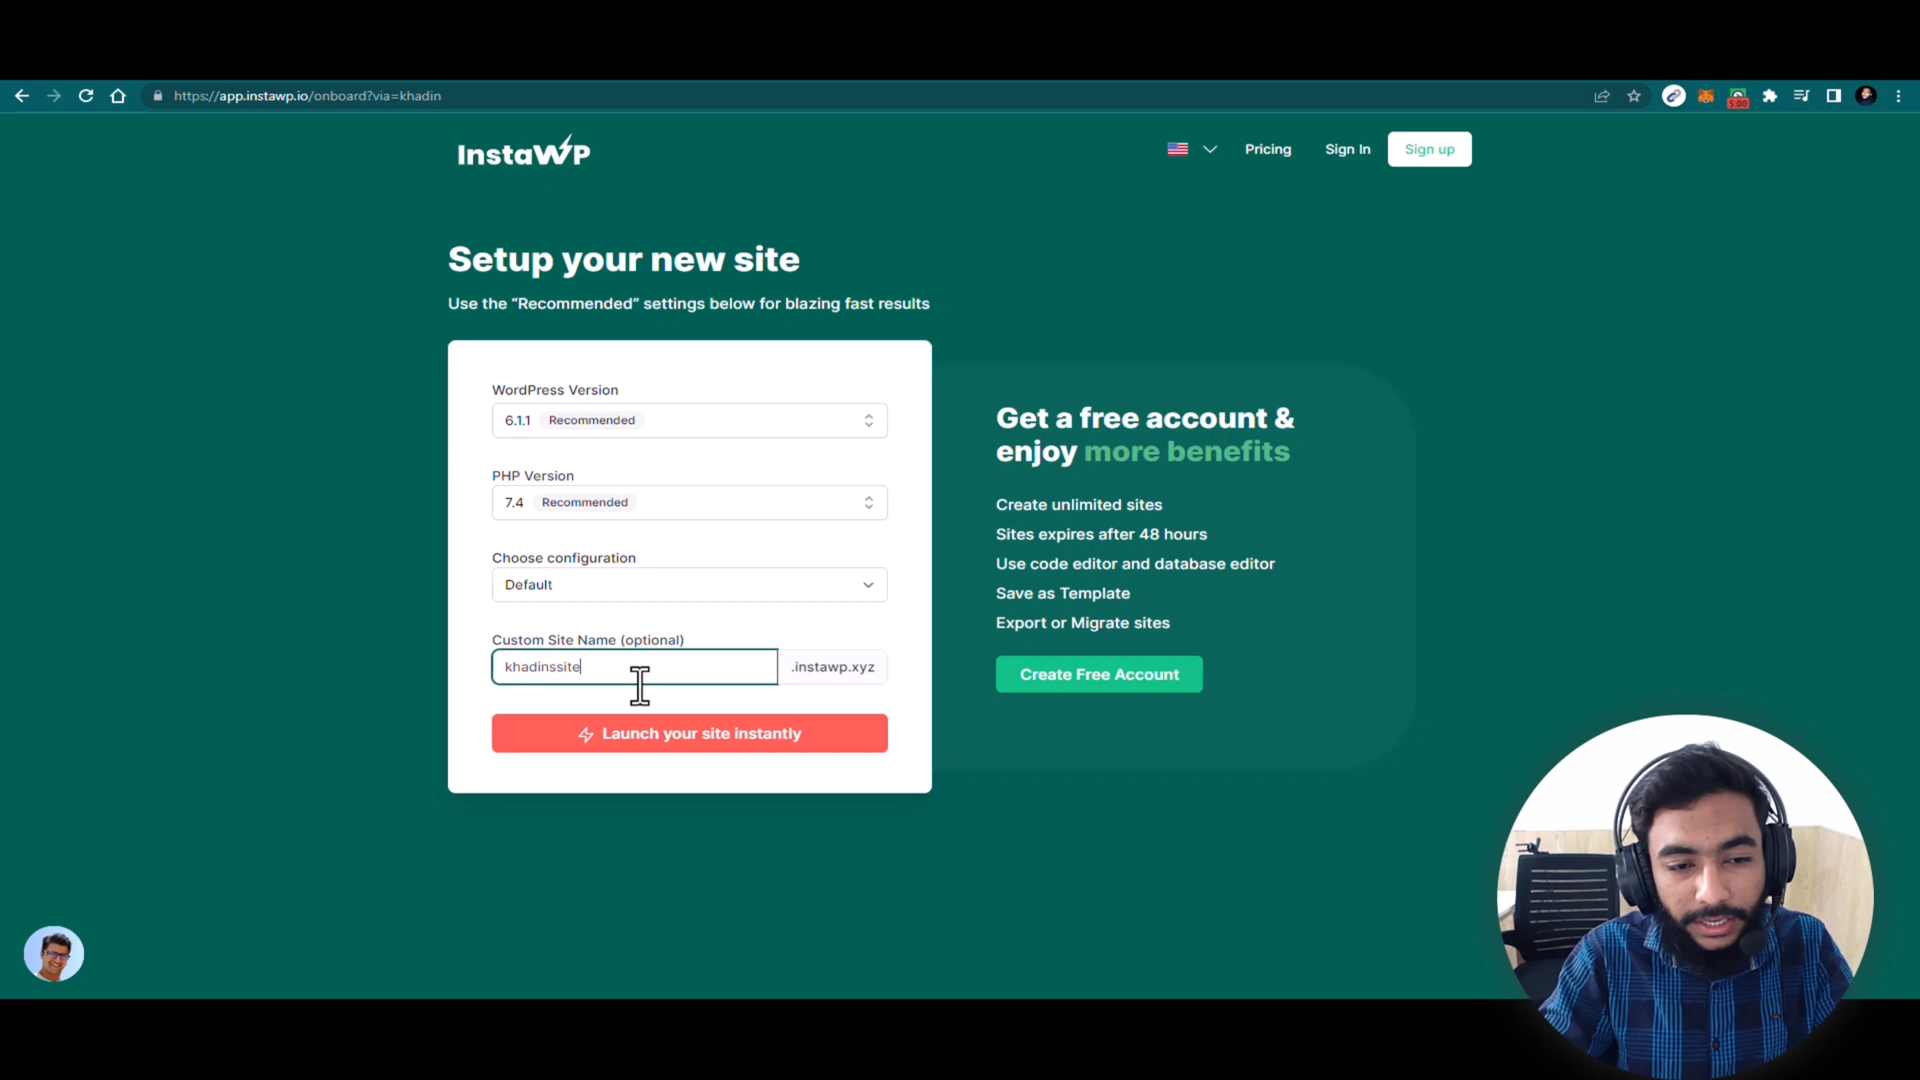 https://app.instawp.io/onboard?via=khadin
5:00
InstaWP
Pricing
Sign In
Sign up
Setup your new site
Use the “Recommended” settings below for blazing fast results
WordPress Version
6.1.1 Recommended
PHP Version
7.4 Recommended
Choose configuration
Default
Custom Site Name (optional)
khadinssite
.instawp.xyz
Launch your site instantly
Get a free account &
enjoy more benefits
Create unlimited sites
Sites expires after 48 hours
Use code editor and database editor
Save as Template
Export or Migrate sites
Create Free Account